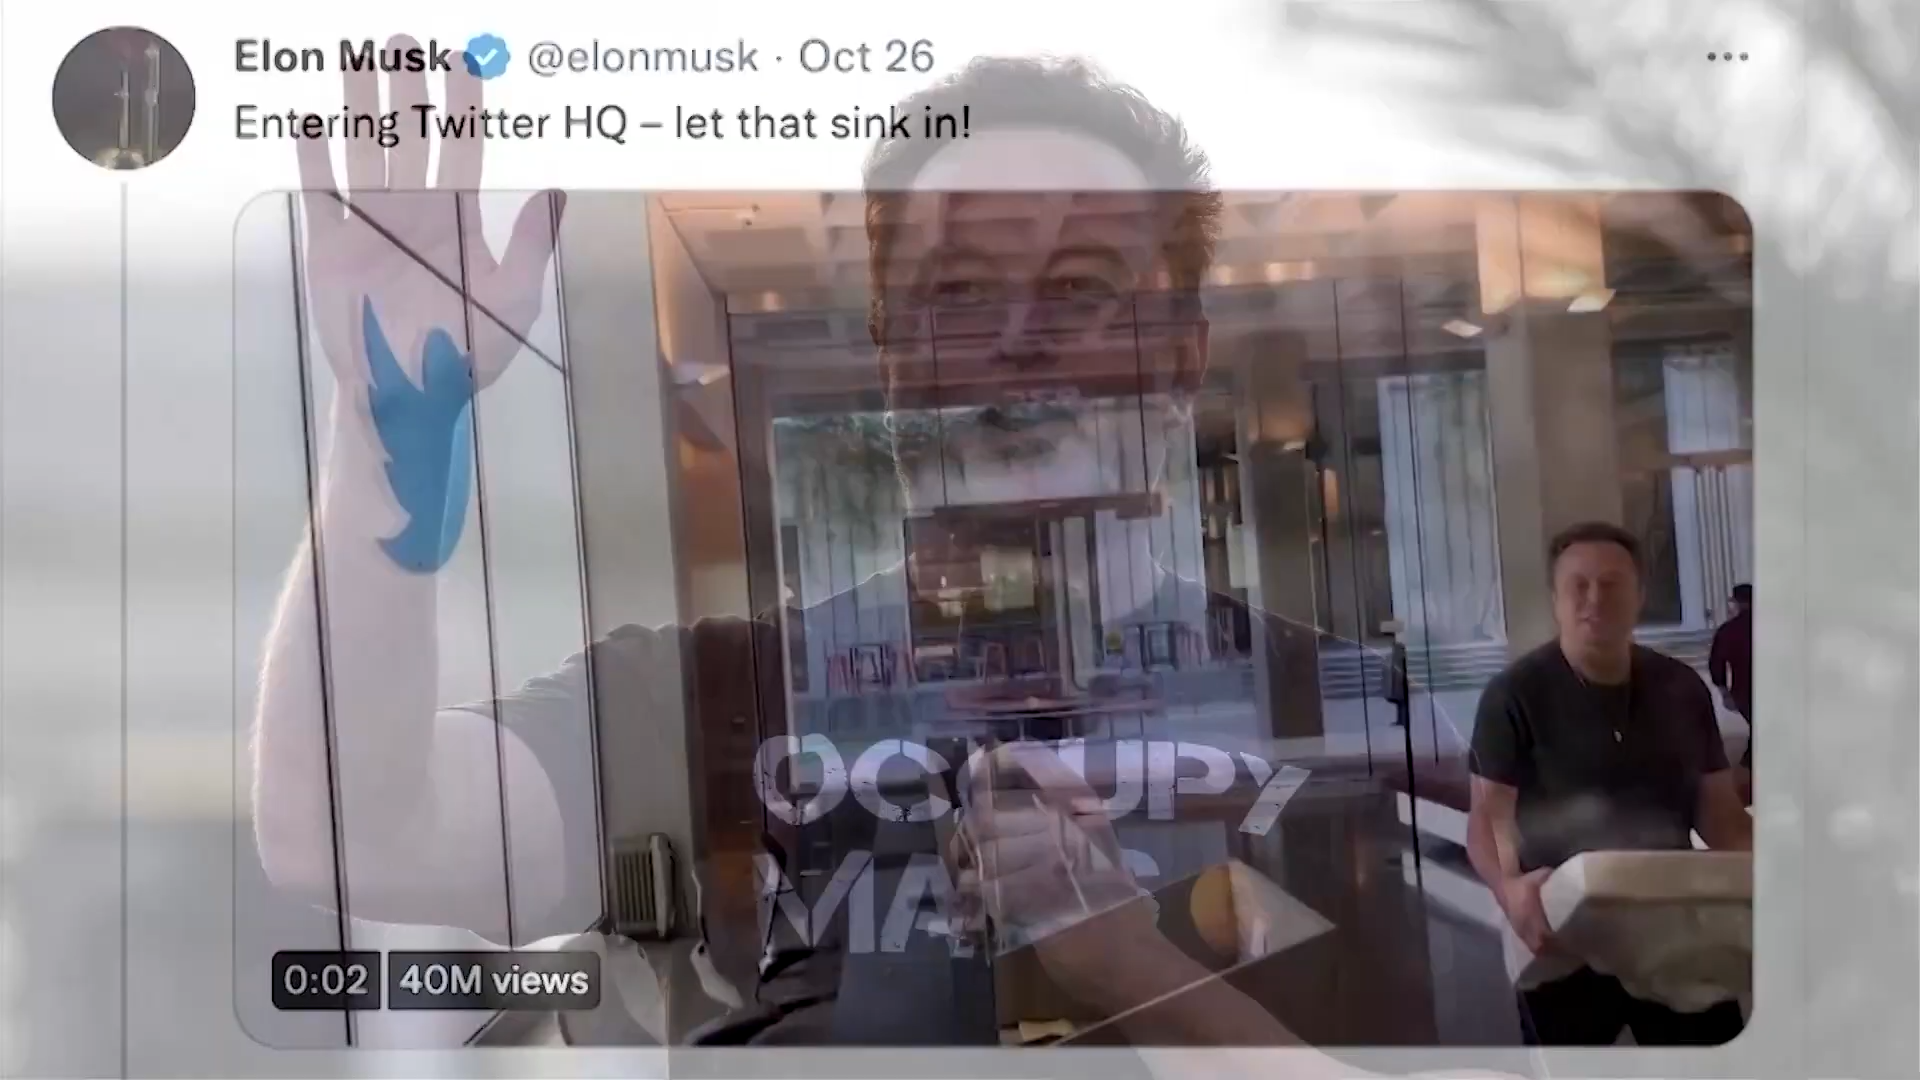 Elon Musk @elonmusk · Oct 26
Entering Twitter HQ – let that sink in!
OCCUPY
0:02 40M views